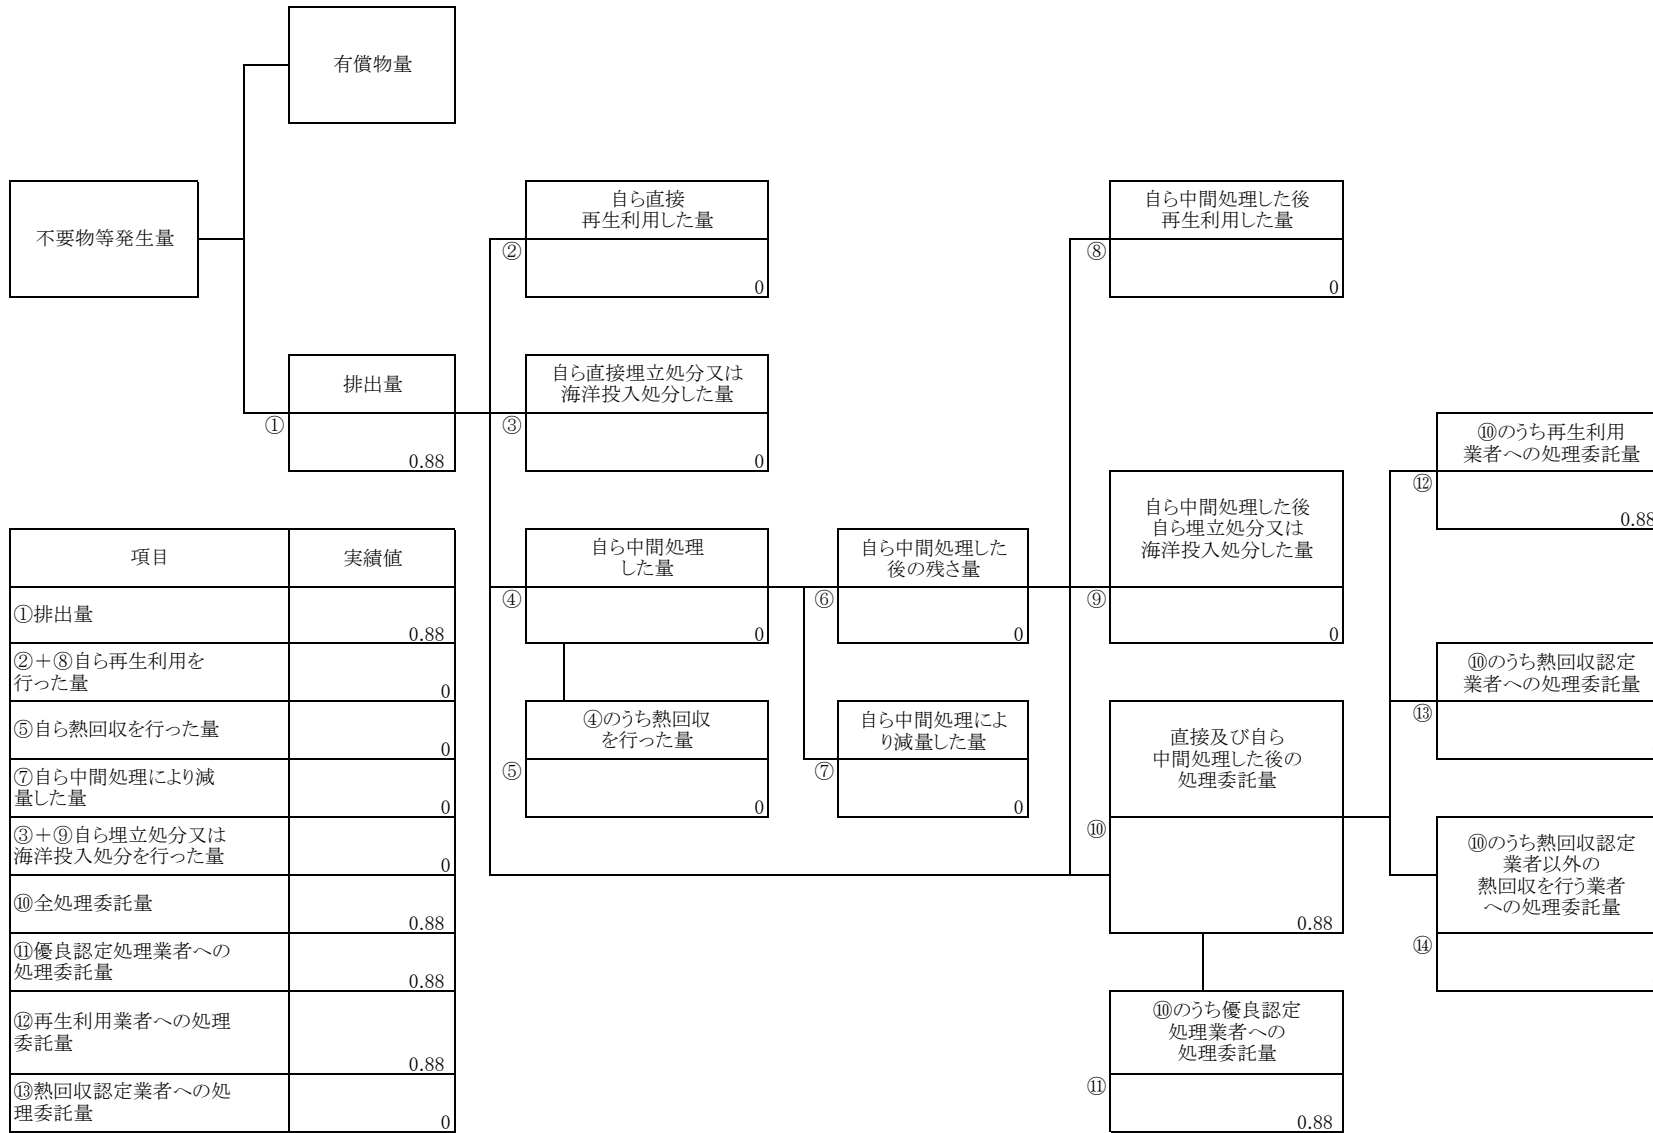 有償物量
不要物等発生量
自ら直接
再生利用した量
②
0
自ら中間処理した後
再生利用した量
⑧
0
排出量
①
0.88
自ら直接埋立処分又は
海洋投入処分した量
③
0
⑩のうち再生利用
業者への処理委託量
⑫
0.88
自ら中間処理
した量
④
0
自ら中間処理した
後の残さ量
⑥
0
自ら中間処理した後
自ら埋立処分又は
海洋投入処分した量
⑨
0
⑩のうち熱回収認定
業者への処理委託量
⑬
④のうち熱回収
を行った量
⑤
0
自ら中間処理によ
り減量した量
⑦
0
直接及び自ら
中間処理した後の
処理委託量
⑩
0.88
⑩のうち熱回収認定
業者以外の
熱回収を行う業者
への処理委託量
⑭
⑩のうち優良認定
処理業者への
処理委託量
⑪
0.88
項目 実績値
①排出量
0.88
②＋⑧自ら再生利用を
行った量
0
⑤自ら熱回収を行った量
0
⑦自ら中間処理により減
量した量
0
③＋⑨自ら埋立処分又は
海洋投入処分を行った量
0
⑩全処理委託量
0.88
⑪優良認定処理業者への
処理委託量
0.88
⑫再生利用業者への処理
委託量
0.88
⑬熱回収認定業者への処
理委託量
0